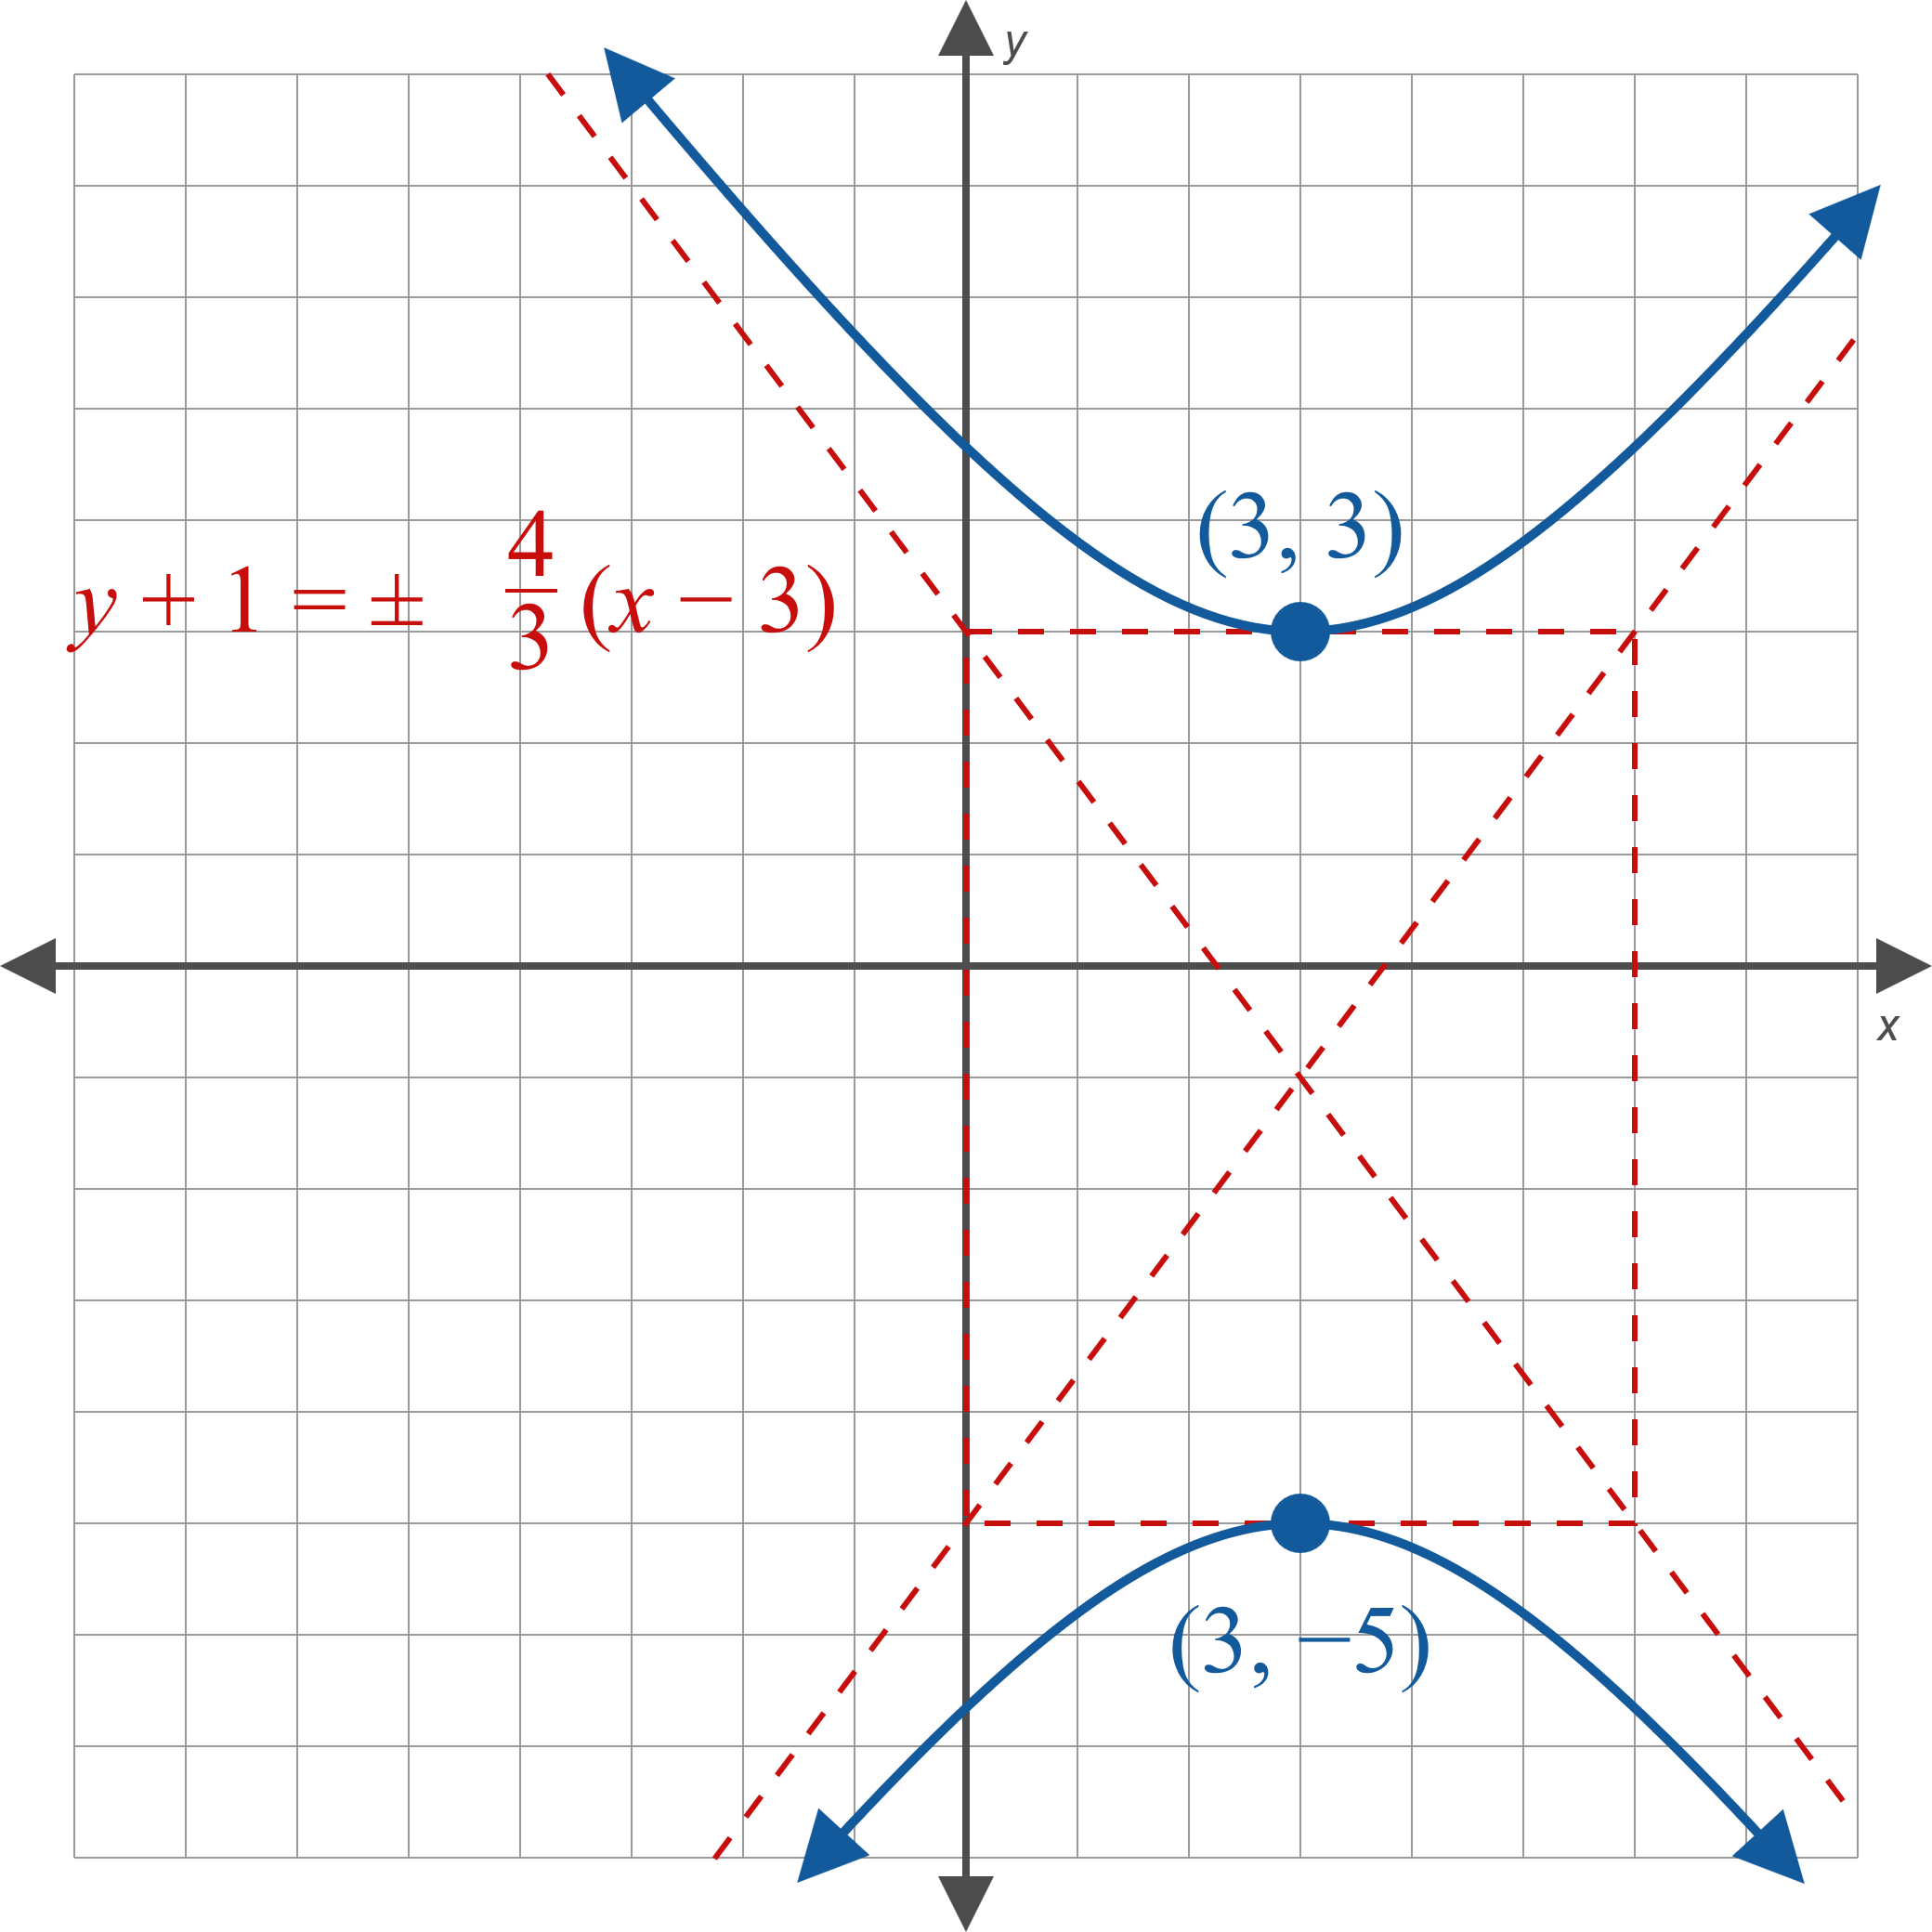 y
(3, 3)
y + 1 = ± 4/3 (x − 3)
x
(3, −5)